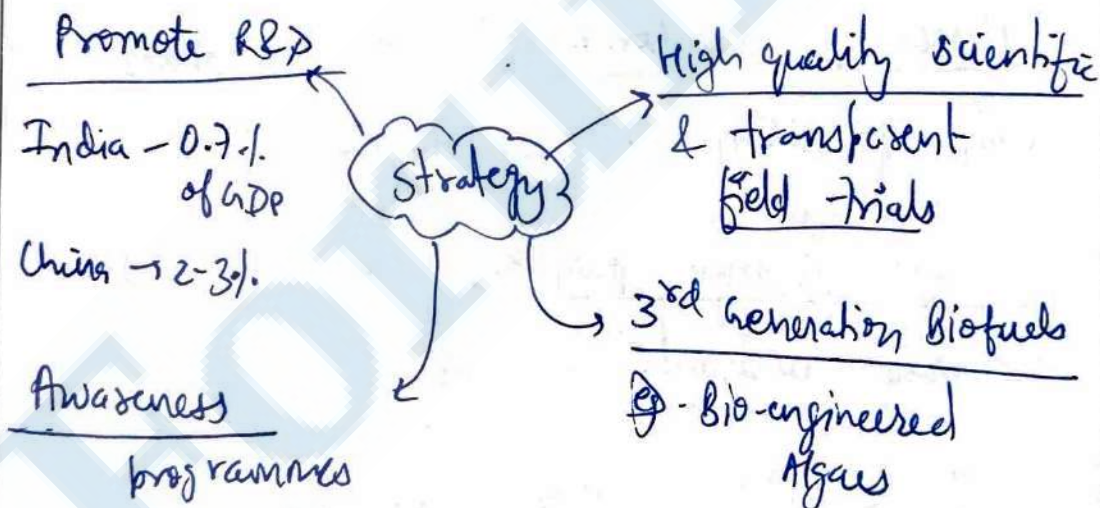 Promote R&D
India - 0.7%
of GDP
China → 2-3%
Strategy
High quality scientific
& transparent
field trials
3rd Generation Biofuels
eg - Bio-engineered
Algaes
Awareness
programmes